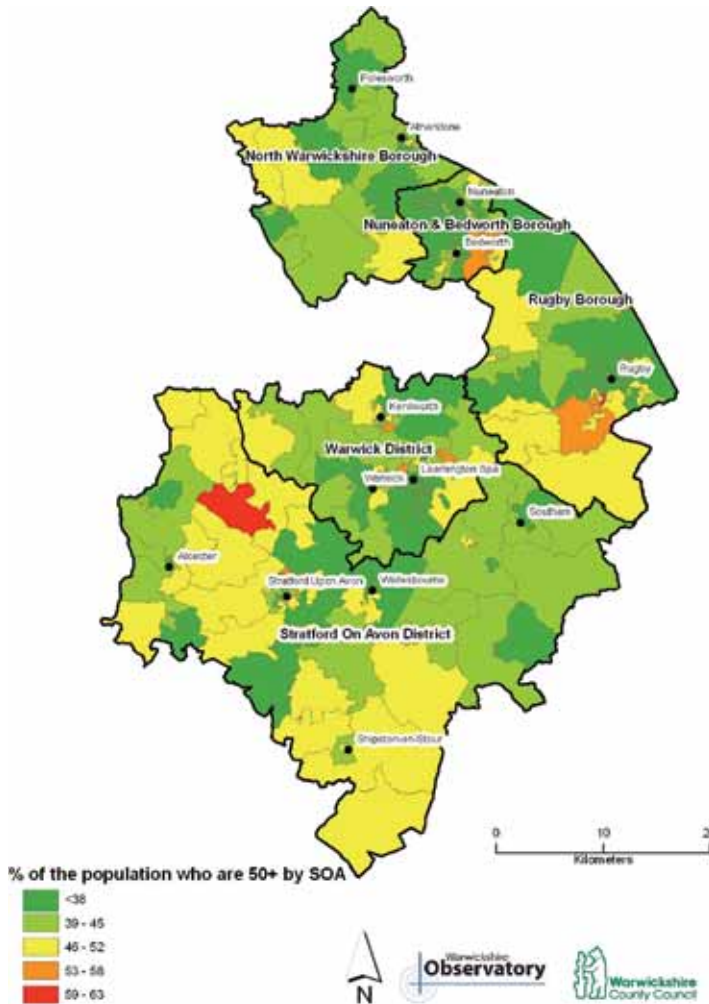 Polesworth
Atherstone
North Warwickshire Borough
Nuneaton
Nuneaton & Bedworth Borough
Bedworth
Rugby Borough
Rugby
Kenilworth
Warwick District
Leamington Spa
Warwick
Southam
Alcester
Stratford Upon Avon
Wellesbourne
Stratford On Avon District
Shipston-on-Stour
0 10 2
Kilometers
% of the population who are 50+ by SOA
<38
39 - 45
46 - 52
53 - 58
59 - 63
N
Warwickshire
Observatory
Warwickshire
County Council